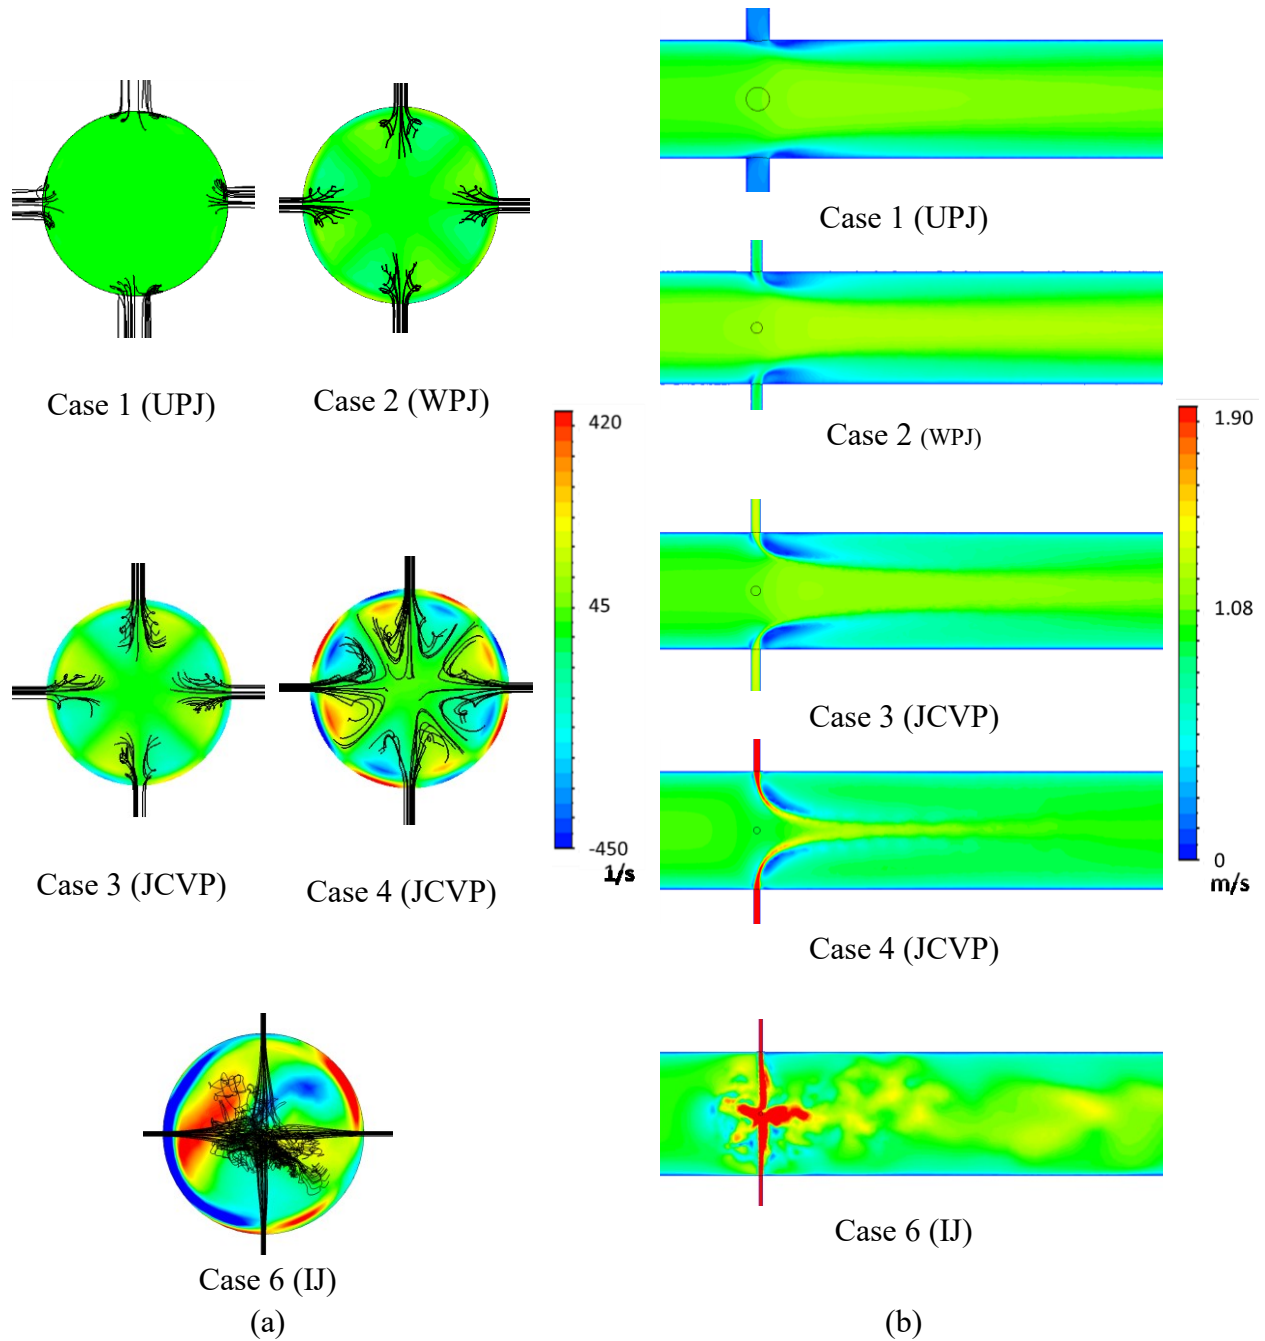 Case 1 (UPJ)
Case 2 (WPJ)
420
45
-450
1/s
Case 3 (JCVP)
Case 4 (JCVP)
Case 6 (IJ)
(a)
Case 1 (UPJ)
Case 2 (WPJ)
1.90
1.08
0
m/s
Case 3 (JCVP)
Case 4 (JCVP)
Case 6 (IJ)
(b)